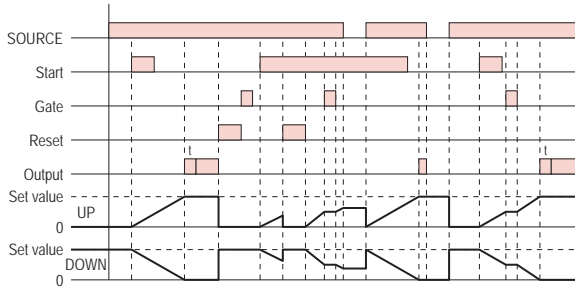 SOURCE
Start
Gate
Reset
t
t
Output
Set value
UP
0
Set value
DOWN
0